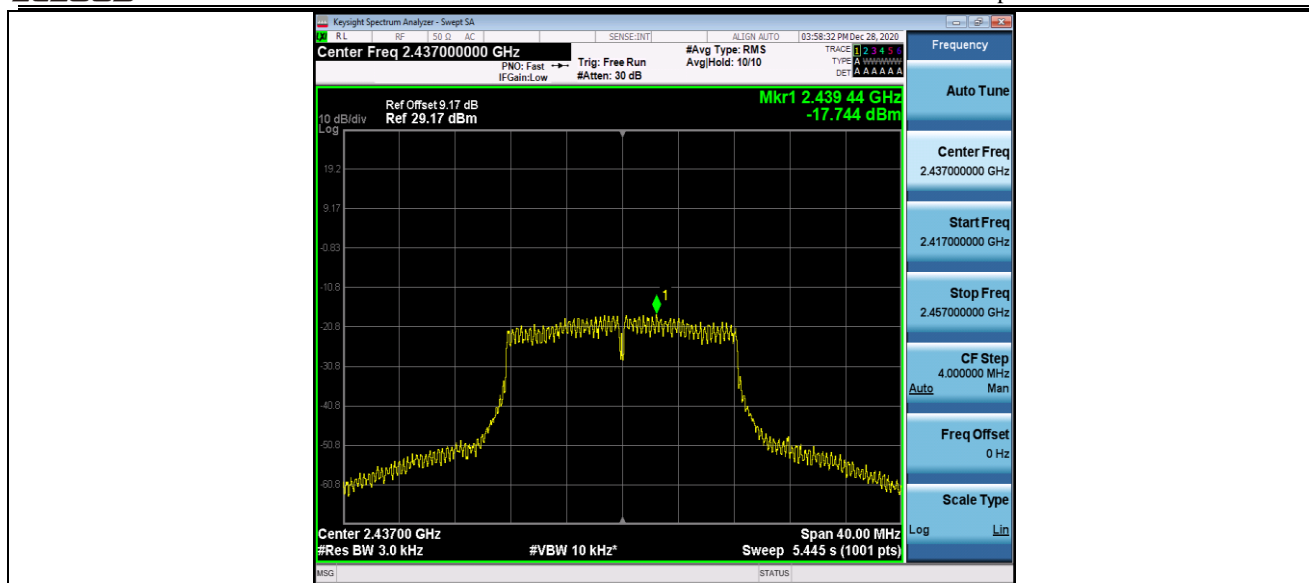 Keysight Spectrum Analyzer - Swept SA
RL RF 50 Ω AC SENSE:INT ALIGN AUTO 03:58:32 PM Dec 28, 2020
Center Freq 2.437000000 GHz
PNO: Fast
IFGain:Low
Trig: Free Run
#Atten: 30 dB
#Avg Type: RMS
Avg|Hold: 10/10
TRACE 1 2 3 4 5 6
TYPE A WWWWW
DET A A A A A A
Ref Offset 9.17 dB
10 dB/div Ref 29.17 dBm
Log
Mkr1 2.439 44 GHz
-17.744 dBm
19.2
9.17
-0.83
-10.8
-20.8
-30.8
-40.8
-50.8
-60.8
1
Center 2.43700 GHz Span 40.00 MHz
#Res BW 3.0 kHz #VBW 10 kHz* Sweep 5.445 s (1001 pts)
MSG STATUS
Frequency
Auto Tune
Center Freq
2.437000000 GHz
Start Freq
2.417000000 GHz
Stop Freq
2.457000000 GHz
CF Step
4.000000 MHz
Auto Man
Freq Offset
0 Hz
Scale Type
Log Lin